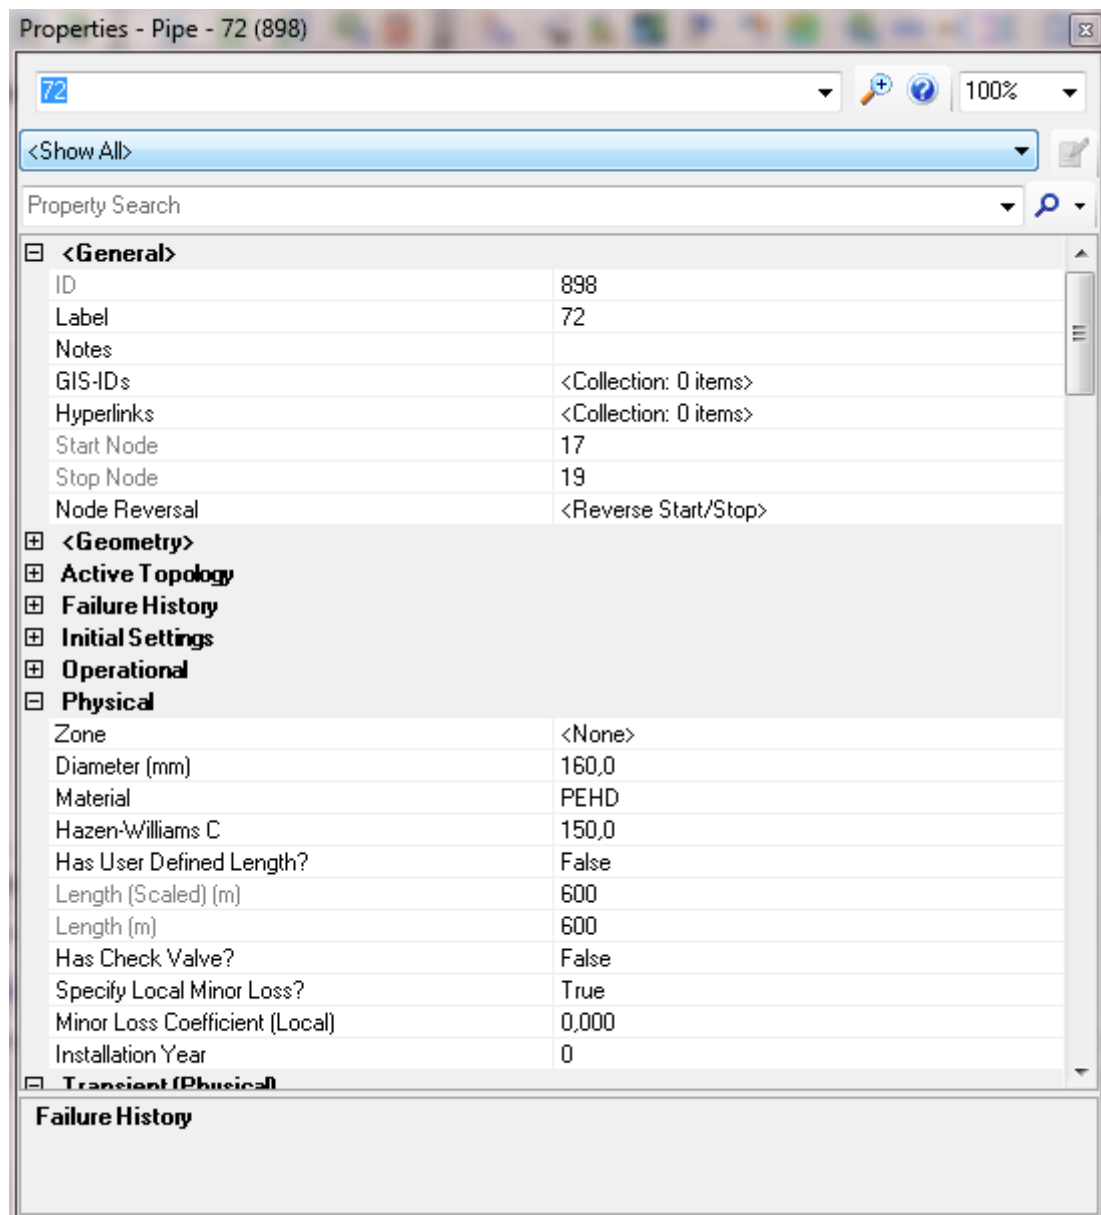 Properties - Pipe - 72 (898)
72
100%
<Show All>
Property Search
<General>
ID 898
Label 72
Notes
GIS-IDs <Collection: 0 items>
Hyperlinks <Collection: 0 items>
Start Node 17
Stop Node 19
Node Reversal <Reverse Start/Stop>
<Geometry>
Active Topology
Failure History
Initial Settings
Operational
Physical
Zone <None>
Diameter (mm) 160,0
Material PEHD
Hazen-Williams C 150,0
Has User Defined Length? False
Length (Scaled) (m) 600
Length (m) 600
Has Check Valve? False
Specify Local Minor Loss? True
Minor Loss Coefficient (Local) 0,000
Installation Year 0
Transient (Physical)
Failure History